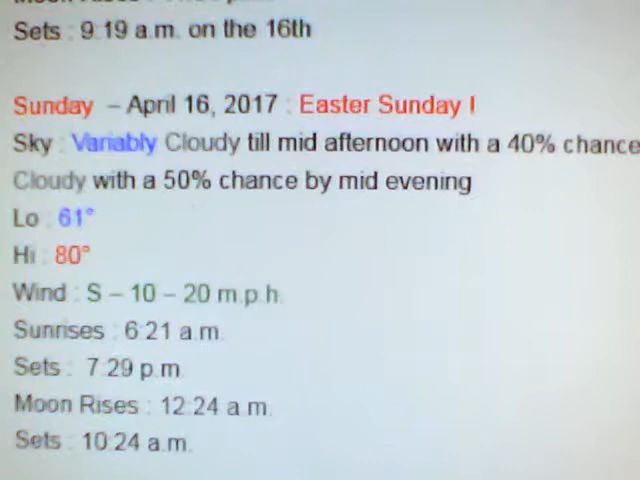 Sets : 9:19 a.m. on the 16th
Sunday – April 16, 2017 : Easter Sunday !
Sky : Variably Cloudy till mid afternoon with a 40% chance
Cloudy with a 50% chance by mid evening
Lo : 61°
Hi : 80°
Wind : S – 10 – 20 m.p.h.
Sunrises : 6:21 a.m.
Sets : 7:29 p.m.
Moon Rises : 12:24 a.m.
Sets : 10:24 a.m.